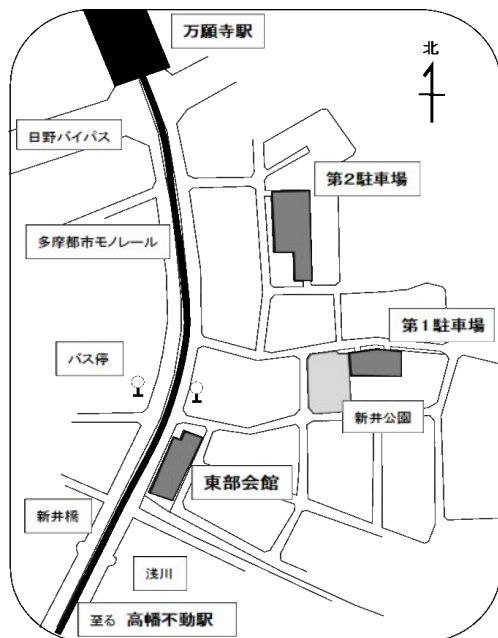 万願寺駅
北
日野バイパス
第2駐車場
多摩都市モノレール
第1駐車場
バス停
新井公園
東部会館
新井橋
浅川
至る 高幡不動駅